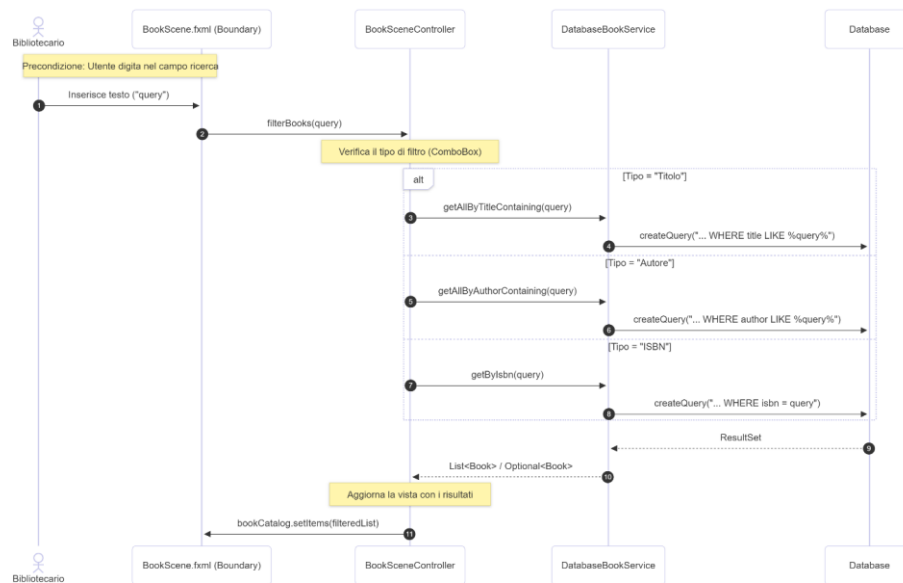 Bibliotecario
BookScene.fxml (Boundary)
BookSceneController
DatabaseBookService
Database
Precondizione: Utente digita nel campo ricerca
1
Inserisce testo ("query")
2
filterBooks(query)
Verifica il tipo di filtro (ComboBox)
alt
[Tipo = "Titolo"]
3
getAllByTitleContaining(query)
4
createQuery("... WHERE title LIKE %query%")
[Tipo = "Autore"]
5
getAllByAuthorContaining(query)
6
createQuery("... WHERE author LIKE %query%")
[Tipo = "ISBN"]
7
getByIsbn(query)
8
createQuery("... WHERE isbn = query")
ResultSet
9
List<Book> / Optional<Book>
10
Aggiorna la vista con i risultati
bookCatalog.setItems(filteredList)
11
Bibliotecario
BookScene.fxml (Boundary)
BookSceneController
DatabaseBookService
Database